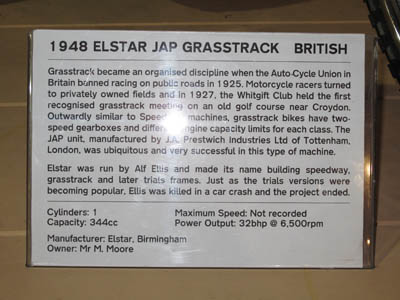 1948 ELSTAR JAP GRASSTRACK BRITISH
Grasstrack became an organised discipline when the Auto-Cycle Union in
Britain banned racing on public roads in 1925. Motorcycle racers turned
to privately owned fields and in 1927, the Whitgift Club held the first
recognised grasstrack meeting on an old golf course near Croydon.
Outwardly similar to Speedway machines, grasstrack bikes have two-
speed gearboxes and different engine capacity limits for each class. The
JAP unit, manufactured by J.A. Prestwich Industries Ltd of Tottenham,
London, was ubiquitous and very successful in this type of machine.
Elstar was run by Alf Ellis and made its name building speedway,
grasstrack and later trials frames. Just as the trials versions were
becoming popular, Ellis was killed in a car crash and the project ended.
Cylinders: 1 Maximum Speed: Not recorded
Capacity: 344cc Power Output: 32bhp @ 6,500rpm
Manufacturer: Elstar, Birmingham
Owner: Mr M. Moore